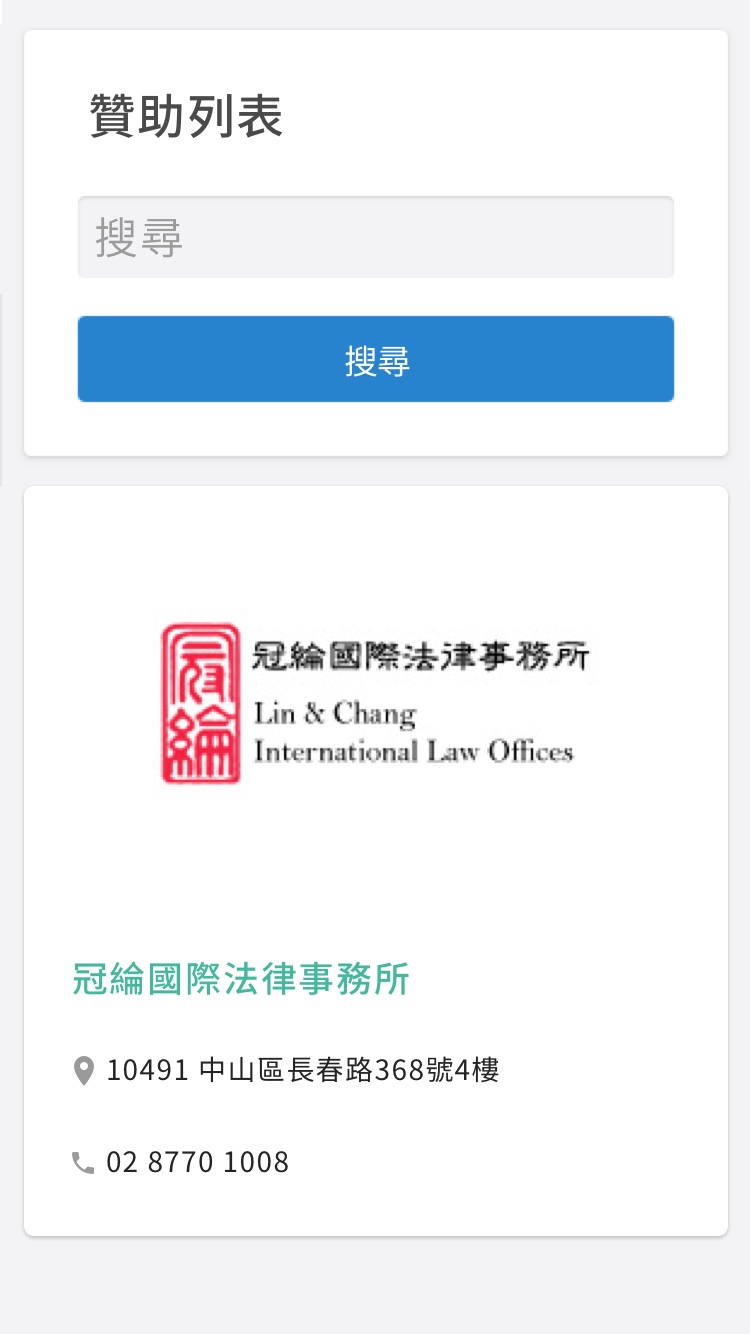 贊助列表
搜尋
搜尋
冠綸
冠綸國際法律事務所
Lin & Chang
International Law Offices
冠綸國際法律事務所
10491 中山區長春路368號4樓
02 8770 1008